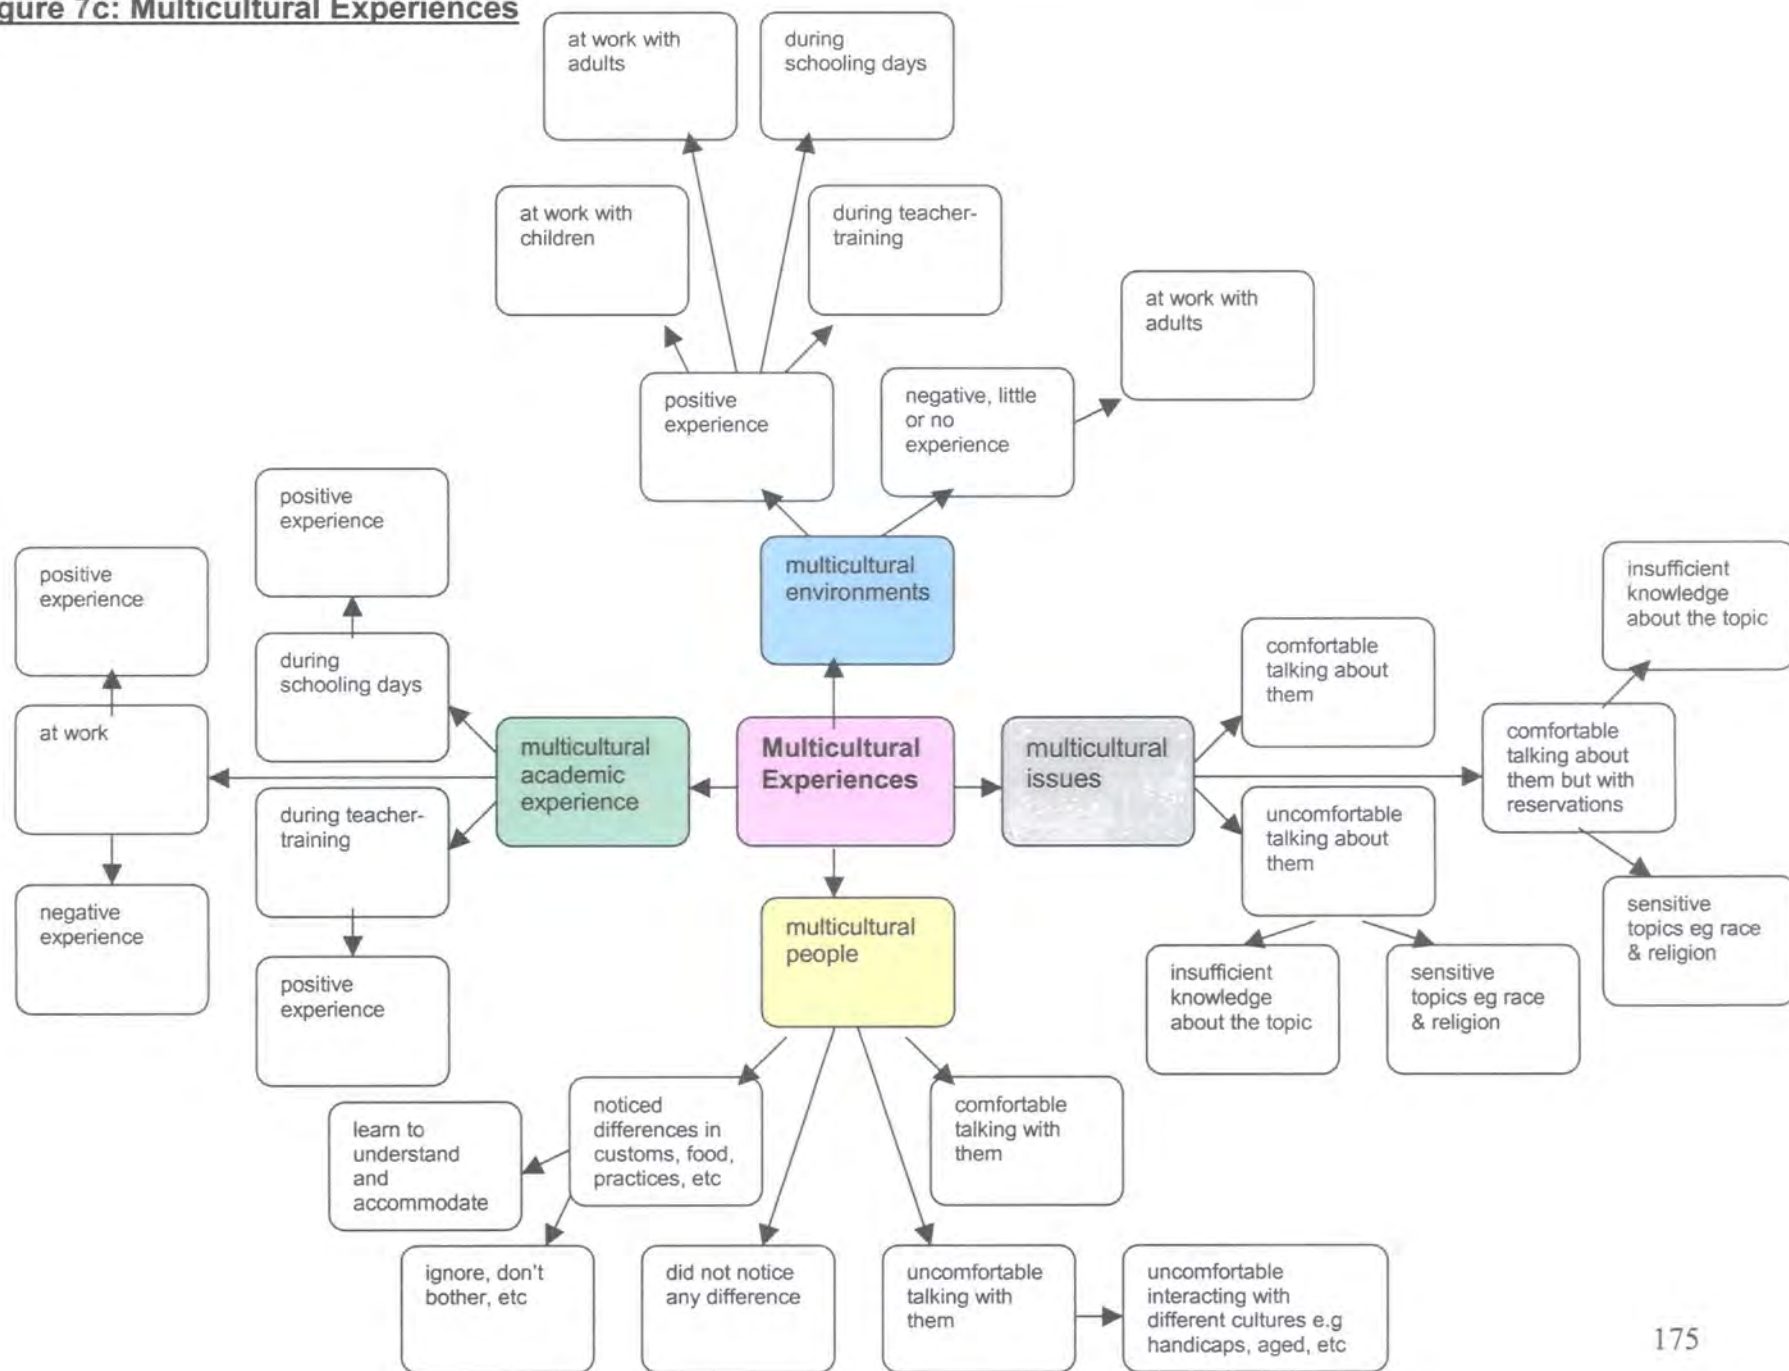 gure 7c: Multicultural Experiences
at work with
adults
during
schooling days
at work with
children
during teacher-
training
at work with
adults
positive
experience
negative, little
or no
experience
positive
experience
positive
experience
multicultural
environments
insufficient
knowledge
about the topic
during
schooling days
comfortable
talking about
them
at work
multicultural
academic
experience
Multicultural
Experiences
multicultural
issues
comfortable
talking about
them but with
reservations
during teacher-
training
uncomfortable
talking about
them
negative
experience
multicultural
people
sensitive
topics eg race
& religion
positive
experience
insufficient
knowledge
about the topic
sensitive
topics eg race
& religion
learn to
understand
and
accommodate
noticed
differences in
customs, food,
practices, etc
comfortable
talking with
them
ignore, don't
bother, etc
did not notice
any difference
uncomfortable
talking with
them
uncomfortable
interacting with
different cultures e.g
handicaps, aged, etc
175